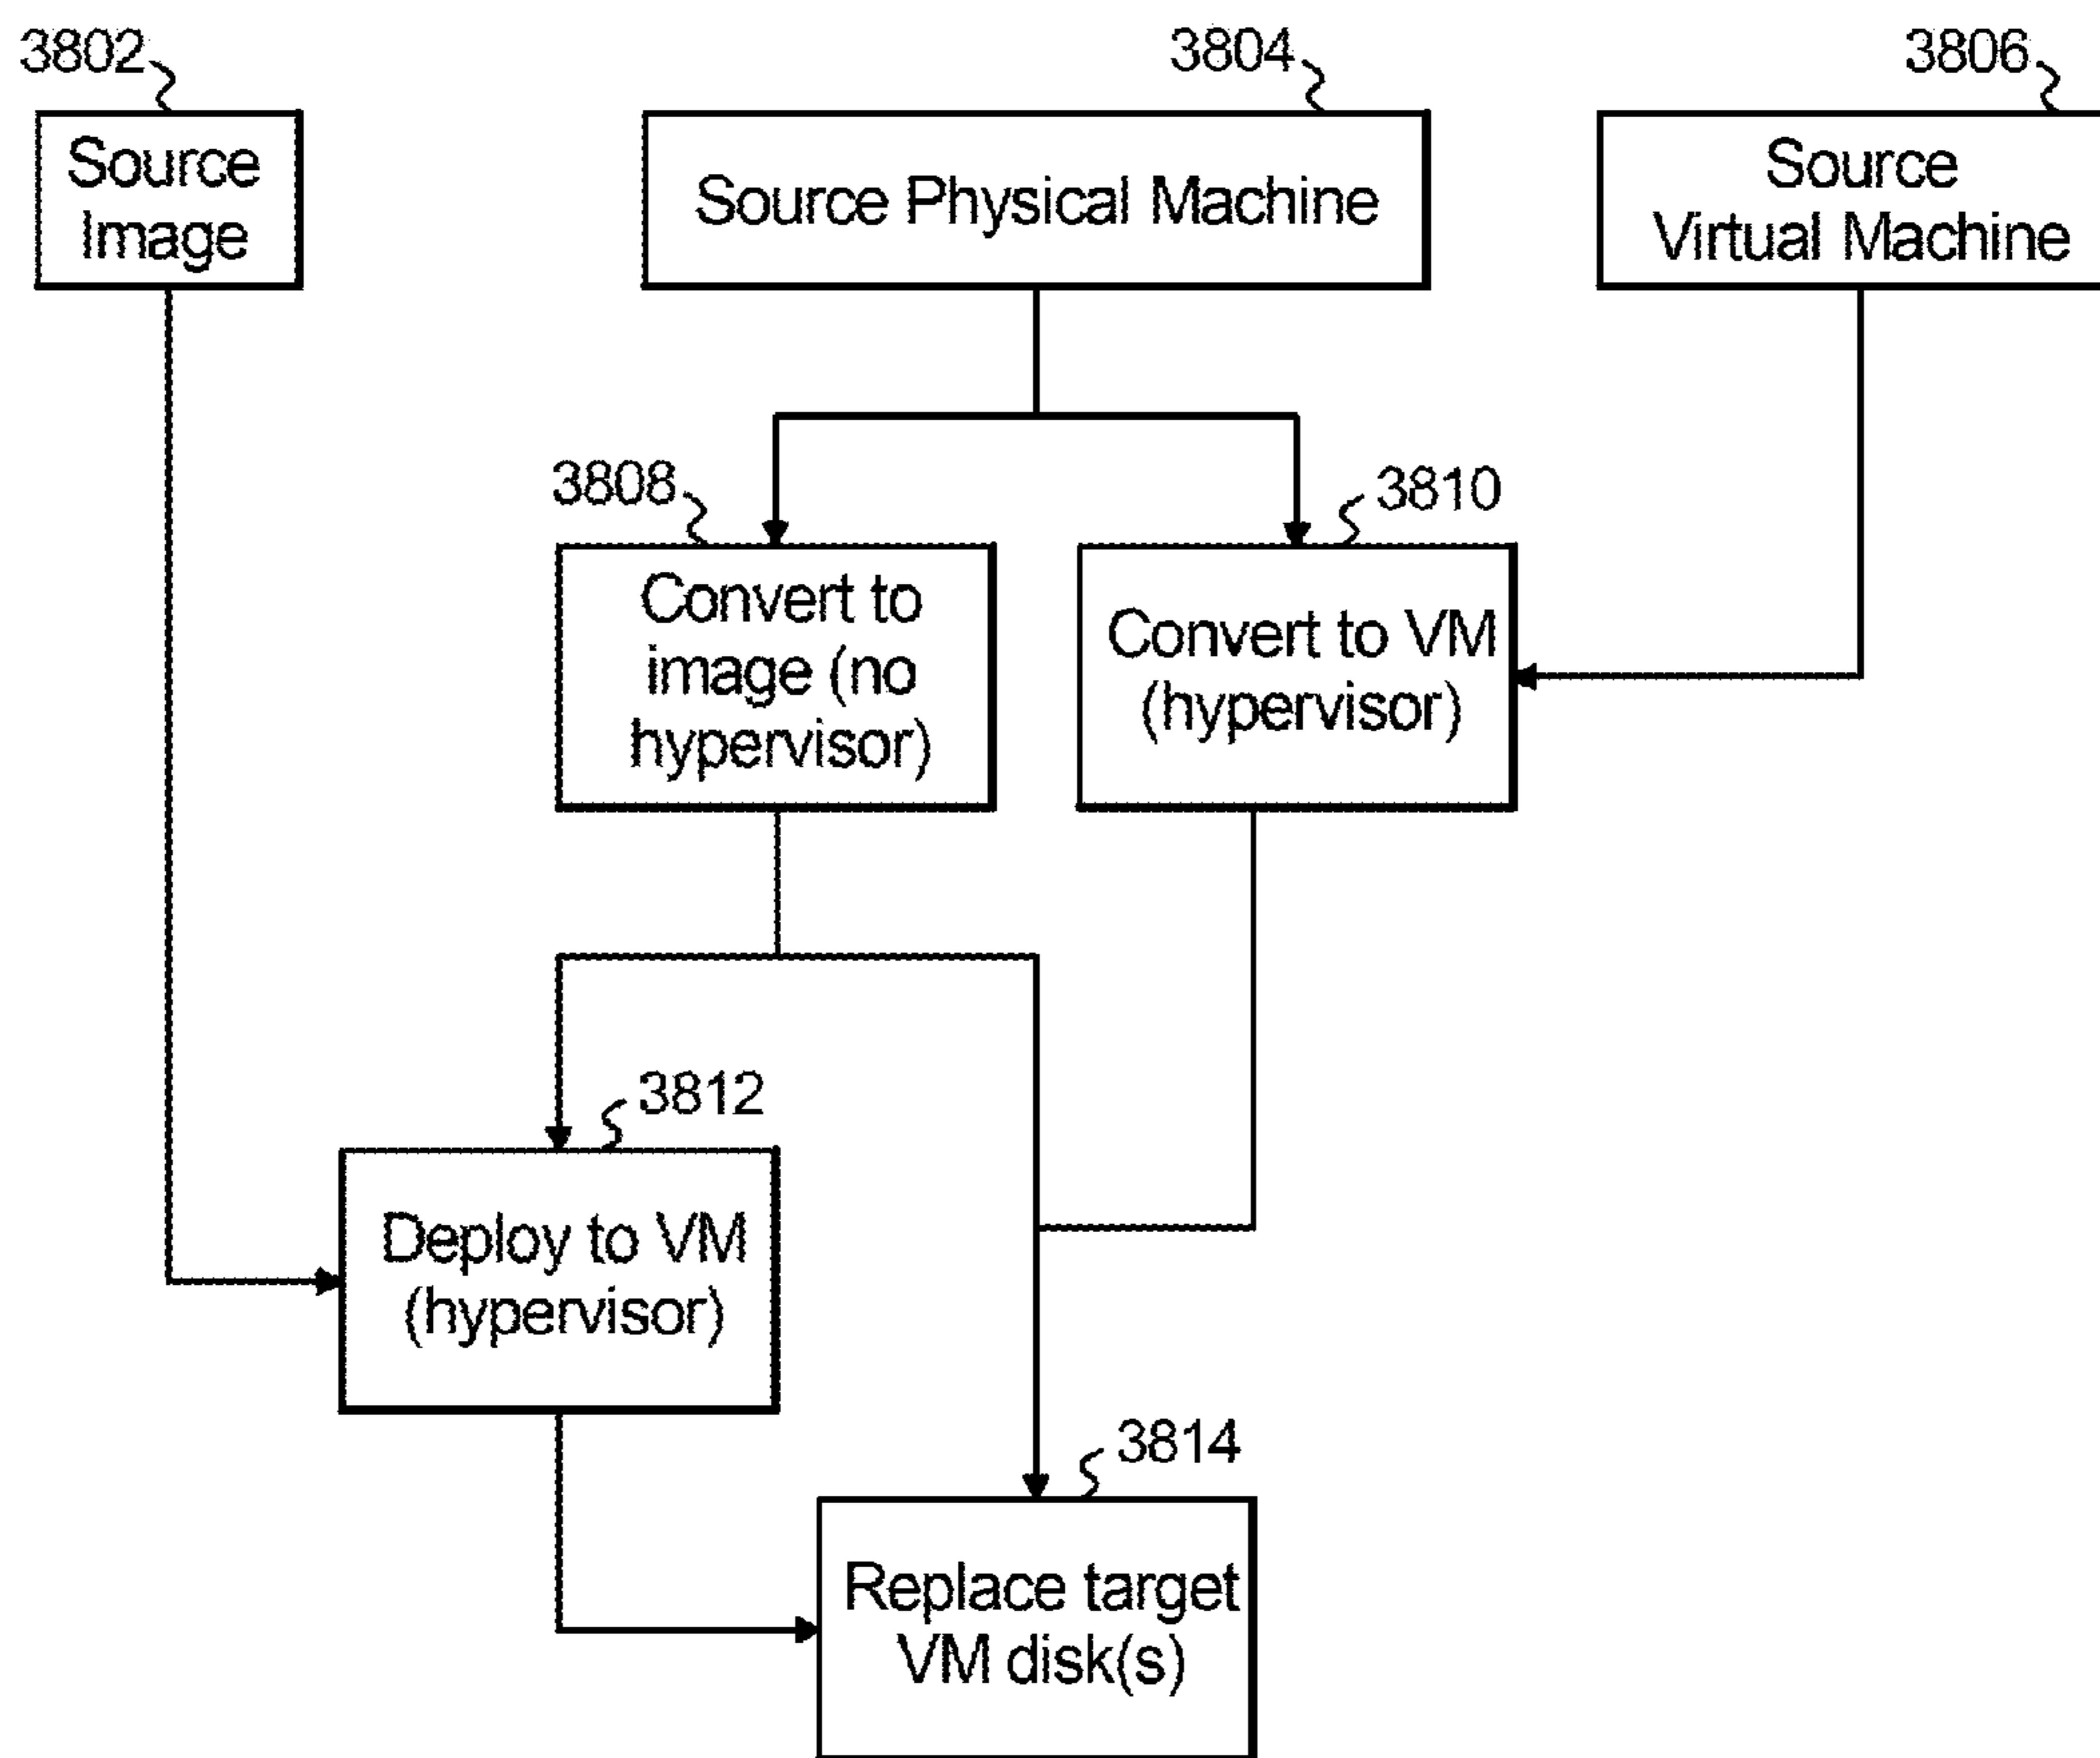 3802
3804
3806
Source
Image
Source Physical Machine
Source
Virtual Machine
3808
3810
Convert to
image (no
hypervisor)
Convert to VM
(hypervisor)
3812
Deploy to VM
(hypervisor)
3814
Replace target
VM disk(s)